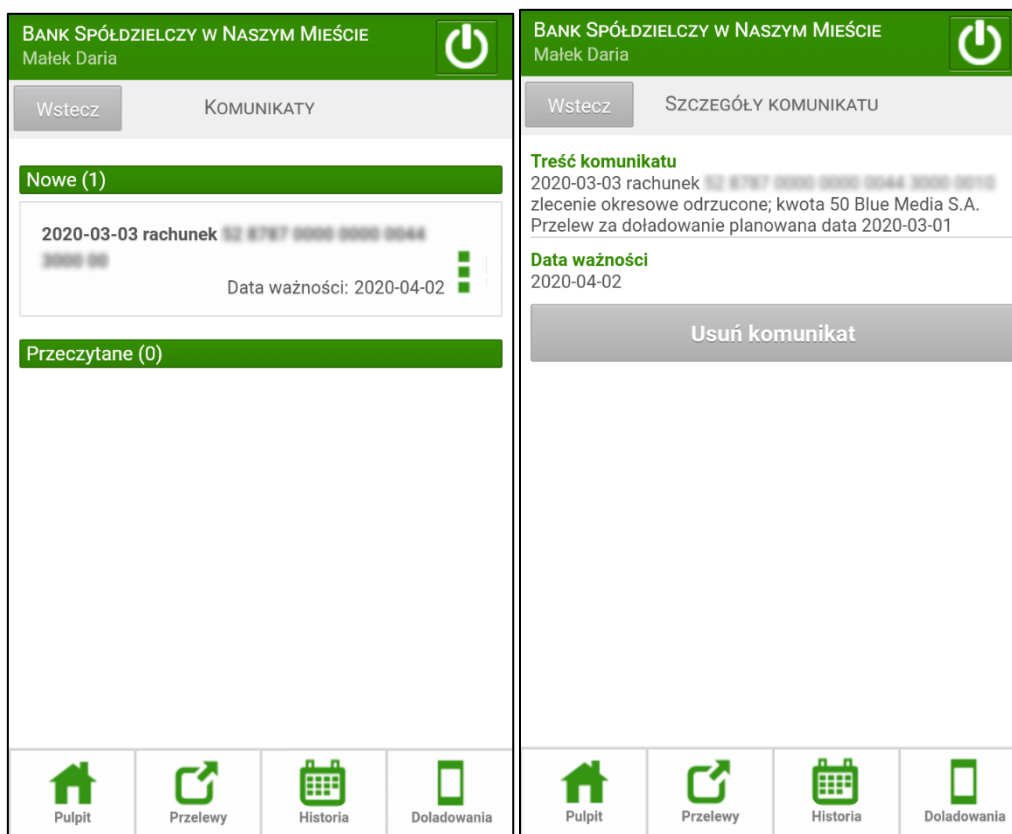 BANK SPÓŁDZIELCZY W NASZYM MIEŚCIE
Małek Daria
Wstecz
KOMUNIKATY
Nowe (1)
2020-03-03 rachunek
Data ważności: 2020-04-02
Przeczytane (0)
Pulpit
Przelewy
Historia
Doladowania
BANK SPÓŁDZIELCZY W NASZYM MIEŚCIE
Małek Daria
Wstecz
SZCZEGÓŁY KOMUNIKATU
Treść komunikatu
2020-03-03 rachunek
zlecenie okresowe odrzucone; kwota 50 Blue Media S.A.
Przelew za doładowanie planowana data 2020-03-01
Data ważności
2020-04-02
Usuń komunikat
Pulpit
Przelewy
Historia
Doladowania